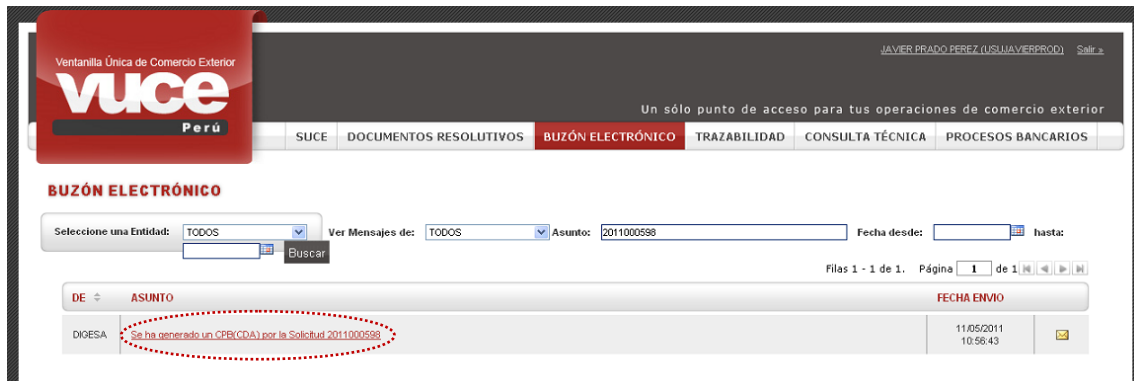 JAVIER PRADO PEREZ (USUJAVIERPROD) Salir »
Ventanilla Única de Comercio Exterior
vuce
Perú
Un sólo punto de acceso para tus operaciones de comercio exterior
SUCE DOCUMENTOS RESOLUTIVOS BUZÓN ELECTRÓNICO TRAZABILIDAD CONSULTA TÉCNICA PROCESOS BANCARIOS
BUZÓN ELECTRÓNICO
Seleccione una Entidad: TODOS Ver Mensajes de: TODOS Asunto: 2011000598 Fecha desde: hasta:
Buscar
Filas 1 - 1 de 1. Página 1 de 1
DE ASUNTO FECHA ENVIO
DIGESA Se ha generado un CPB(CDA) por la Solicitud 2011000598 11/05/2011
10:56:43